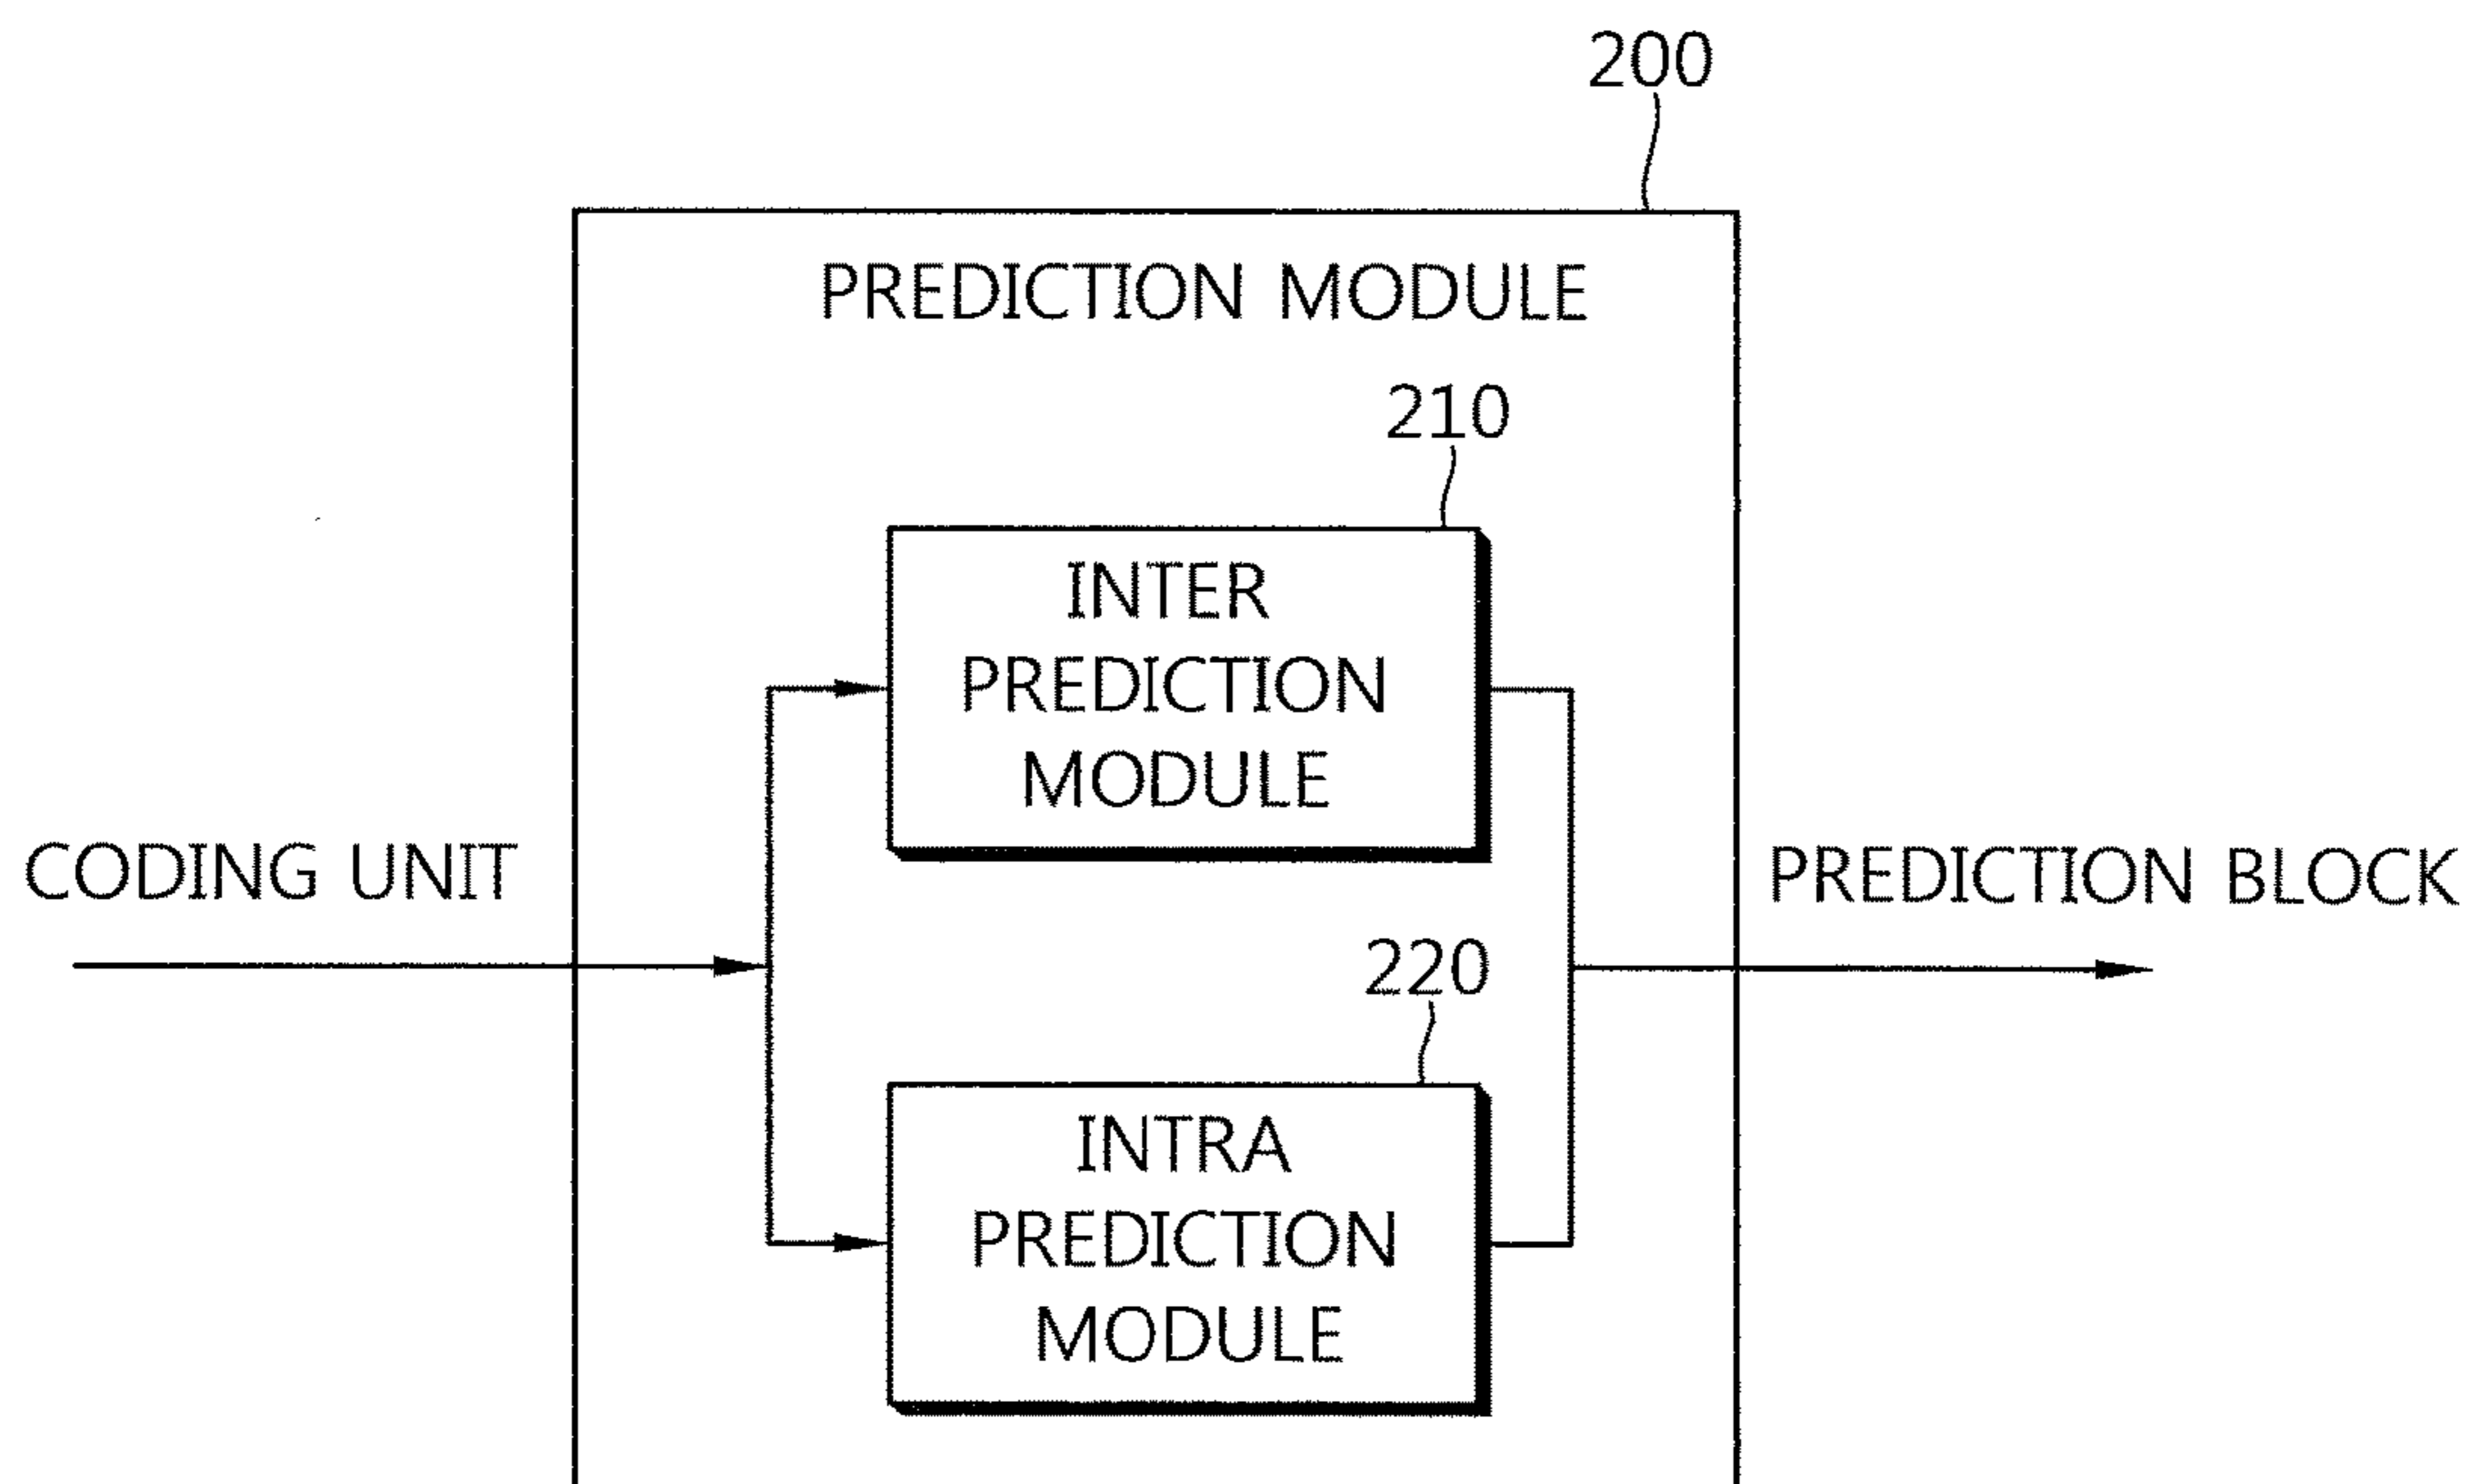 200
PREDICTION MODULE
210
INTER
PREDICTION
MODULE
CODING UNIT
PREDICTION BLOCK
220
INTRA
PREDICTION
MODULE